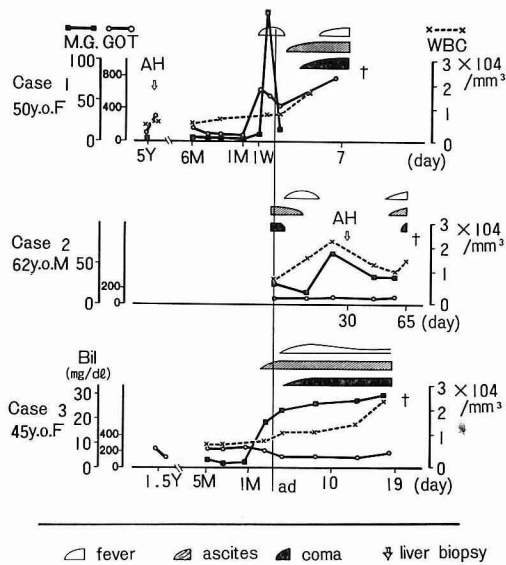 M.G. GOT
WBC
Case 1
50y.o.F
100
50
0
800
400
0
AH
†
3 ×10⁴
/mm³
2
1
0
5Y 6M 1M 1W 7 (day)
Case 2
62y.o.M
50
0
200
0
AH
†
3 ×10⁴
/mm³
2
1
0
30 65 (day)
Bil
(mg/dℓ)
Case 3
45y.o.F
30
20
10
0
400
200
0
†
3 ×10⁴
/mm³
2
1
0
1.5Y 5M 1M ad 10 19 (day)
fever ascites coma liver biopsy